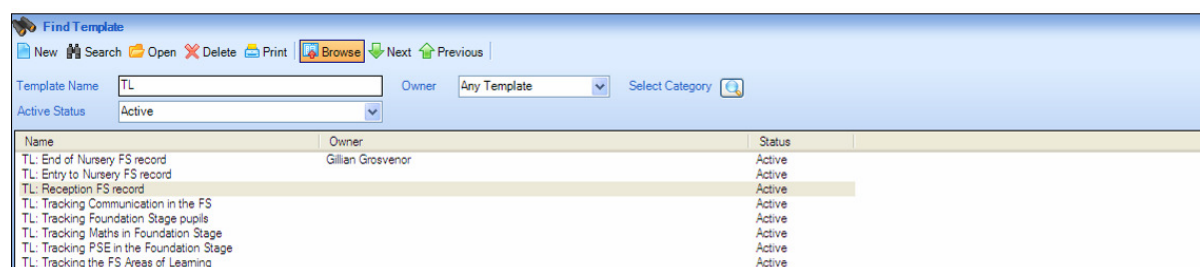 Find Template
New Search Open Delete Print Browse Next Previous
Template Name TL Owner Any Template Select Category
Active Status Active
Name Owner Status
TL: End of Nursery FS record Gillian Grosvenor Active
TL: Entry to Nursery FS record Active
TL: Reception FS record Active
TL: Tracking Communication in the FS Active
TL: Tracking Foundation Stage pupils Active
TL: Tracking Maths in Foundation Stage Active
TL: Tracking PSE in the Foundation Stage Active
TL: Tracking the FS Areas of Learning Active